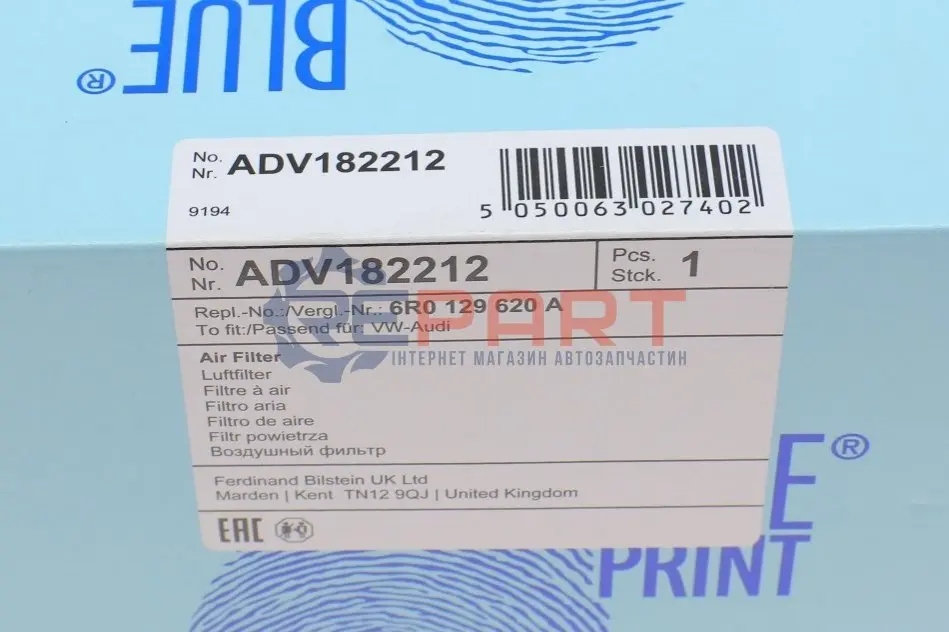 BLUE®
No.
Nr. ADV182212
9194
5 050063 027402
No.
Nr. ADV182212
Pcs.
Stck. 1
Repl.-No.:/Vergl.-Nr.: 6R0 129 620 A
To fit:/Passend für: VW-Audi
REPART
ІНТЕРНЕТ МАГАЗИН АВТОЗАПЧАСТИН
Air Filter
Luftfilter
Filtre à air
Filtro aria
Filtro de aire
Filtr powietrza
Воздушный фильтр
Ferdinand Bilstein UK Ltd
Marden | Kent TN12 9QJ | United Kingdom
EAC
E®
PRINT